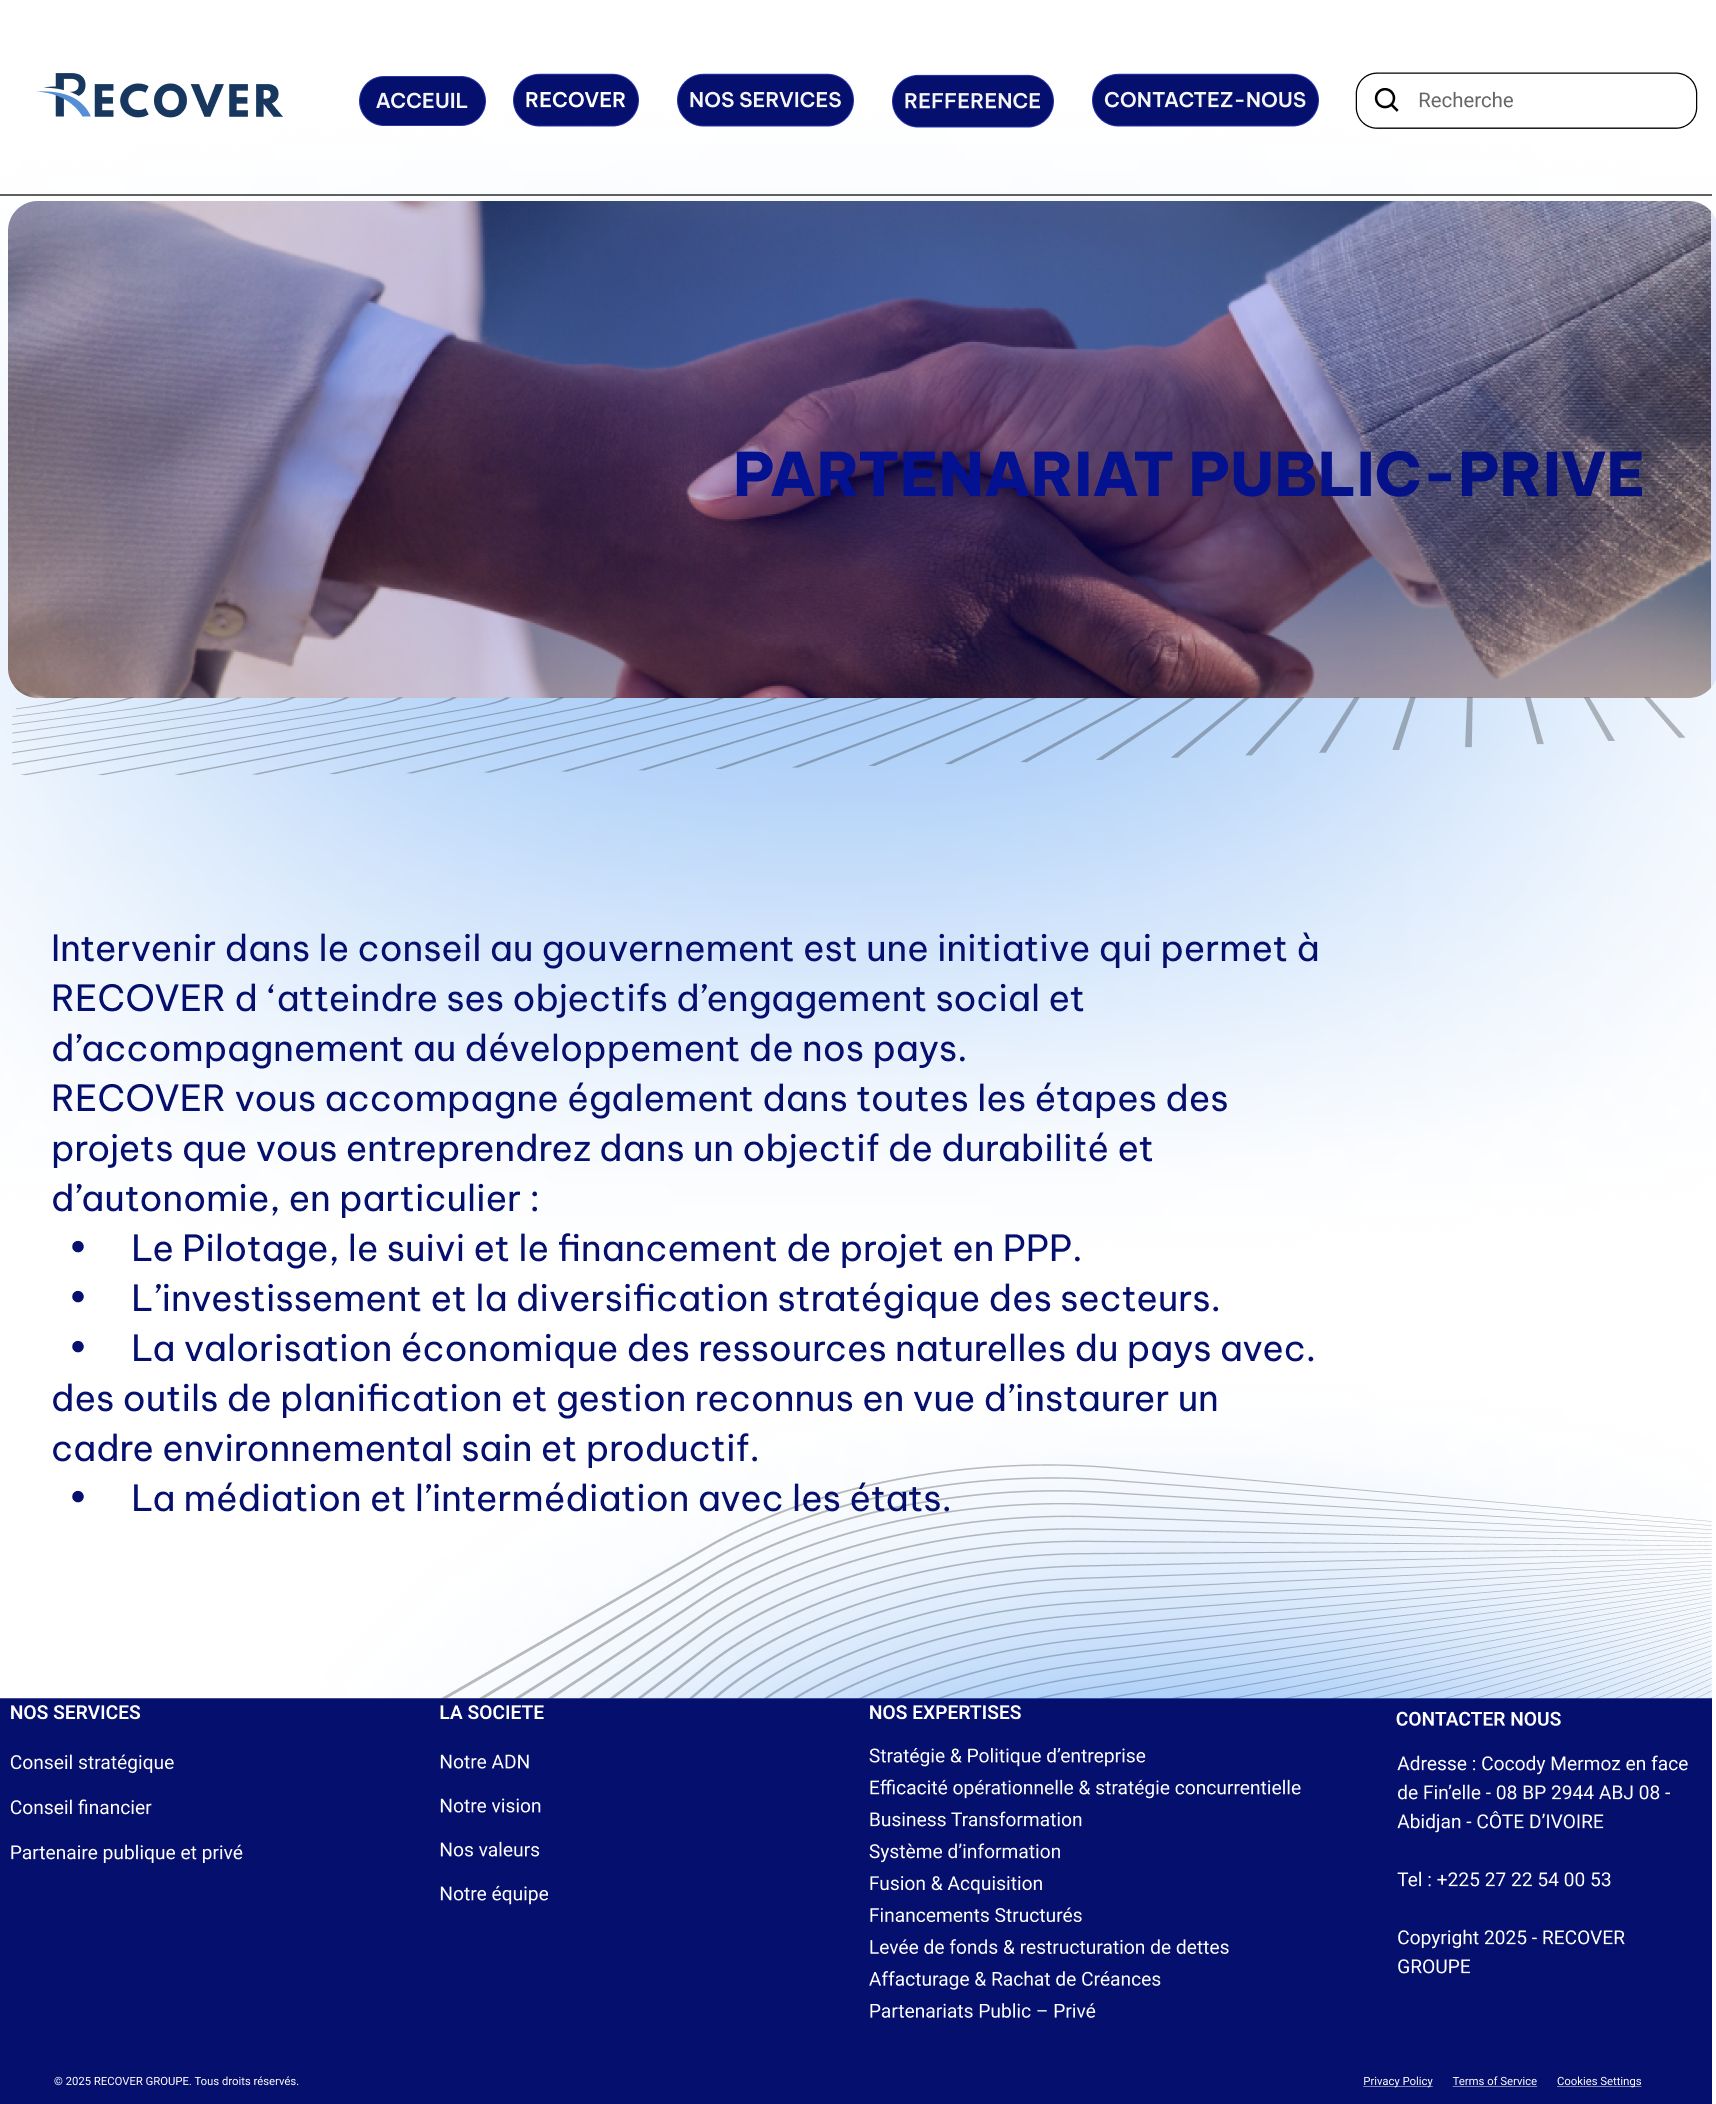 RECOVER
ACCEUIL
RECOVER
NOS SERVICES
REFFERENCE
CONTACTEZ-NOUS
Recherche
PARTENARIAT PUBLIC-PRIVE
Intervenir dans le conseil au gouvernement est une initiative qui permet à
RECOVER d ‘atteindre ses objectifs d’engagement social et
d’accompagnement au développement de nos pays.
RECOVER vous accompagne également dans toutes les étapes des
projets que vous entreprendrez dans un objectif de durabilité et
d’autonomie, en particulier :
• Le Pilotage, le suivi et le financement de projet en PPP.
• L’investissement et la diversification stratégique des secteurs.
• La valorisation économique des ressources naturelles du pays avec.
des outils de planification et gestion reconnus en vue d’instaurer un
cadre environnemental sain et productif.
• La médiation et l’intermédiation avec les états.
NOS SERVICES
Conseil stratégique
Conseil financier
Partenaire publique et privé
LA SOCIETE
Notre ADN
Notre vision
Nos valeurs
Notre équipe
NOS EXPERTISES
Stratégie & Politique d’entreprise
Efficacité opérationnelle & stratégie concurrentielle
Business Transformation
Système d’information
Fusion & Acquisition
Financements Structurés
Levée de fonds & restructuration de dettes
Affacturage & Rachat de Créances
Partenariats Public – Privé
CONTACTER NOUS
Adresse : Cocody Mermoz en face
de Fin’elle - 08 BP 2944 ABJ 08 -
Abidjan - CÔTE D’IVOIRE
Tel : +225 27 22 54 00 53
Copyright 2025 - RECOVER
GROUPE
© 2025 RECOVER GROUPE. Tous droits réservés.
Privacy Policy
Terms of Service
Cookies Settings